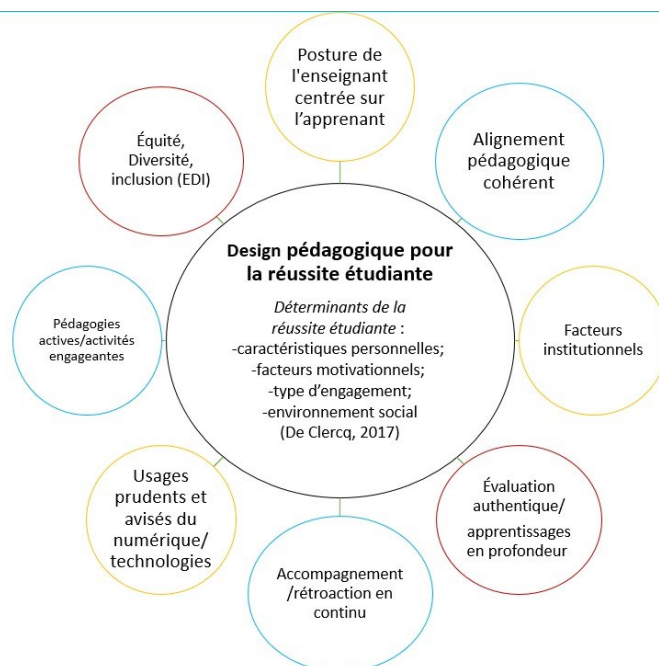 Posture de
l'enseignant
centrée sur
l’apprenant
Équité,
Diversité,
inclusion (EDI)
Alignement
pédagogique
cohérent
Design pédagogique pour
la réussite étudiante
Déterminants de la
réussite étudiante :
-caractéristiques personnelles;
-facteurs motivationnels;
-type d’engagement;
-environnement social
(De Clercq, 2017)
Pédagogies
actives/activités
engageantes
Facteurs
institutionnels
Usages
prudents et
avisés du
numérique/
technologies
Évaluation
authentique/
apprentissages
en profondeur
Accompagnement
/rétroaction en
continu